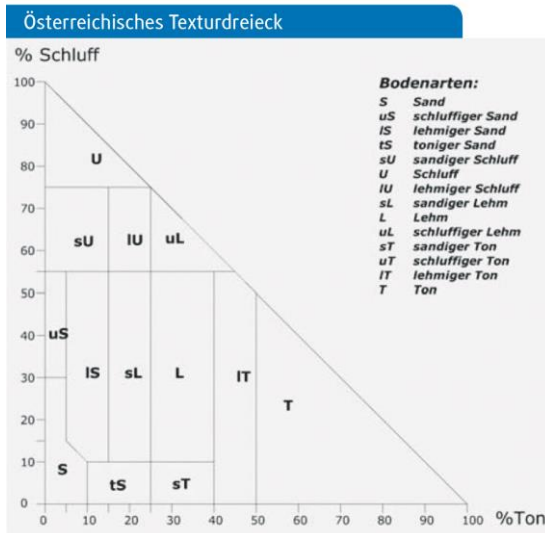 Österreichisches Texturdreieck
% Schluff
Bodenarten:
S Sand
uS schluffiger Sand
lS lehmiger Sand
tS toniger Sand
sU sandiger Schluff
U Schluff
lU lehmiger Schluff
sL sandiger Lehm
L Lehm
uL schluffiger Lehm
sT sandiger Ton
uT schluffiger Ton
lT lehmiger Ton
T Ton
100
90
80
70
60
50
40
30
20
10
0
U
sU lU uL
uS
lS sL L lT
T
S
tS sT
0 10 20 30 40 50 60 70 80 90 100 %Ton